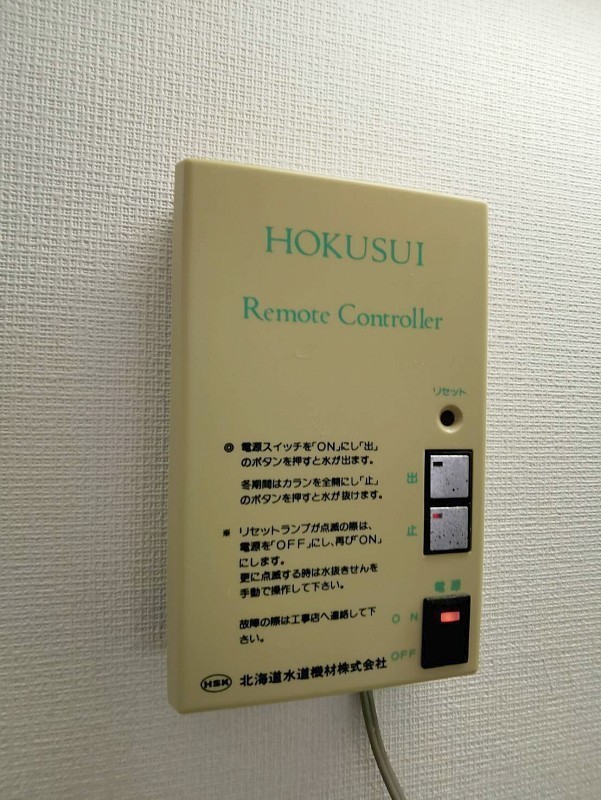 HOKUSUI
Remote Controller
リセット
◎ 電源スイッチを「ON」にし「出」
のボタンを押すと水が出ます。
冬期間はカランを全開にし「止」
のボタンを押すと水が抜けます。
出
止
※ リセットランプが点滅の際は、
電源を「OFF」にし、再び「ON」
にします。
更に点滅する時は水抜きせんを
手動で操作して下さい。
電源
ON
故障の際は工事店へ連絡して下
さい。
OFF
HSK 北海道水道機材株式会社